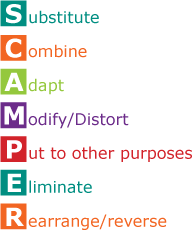 Substitute
Combine
Adapt
Modify/Distort
Put to other purposes
Eliminate
Rearrange/reverse